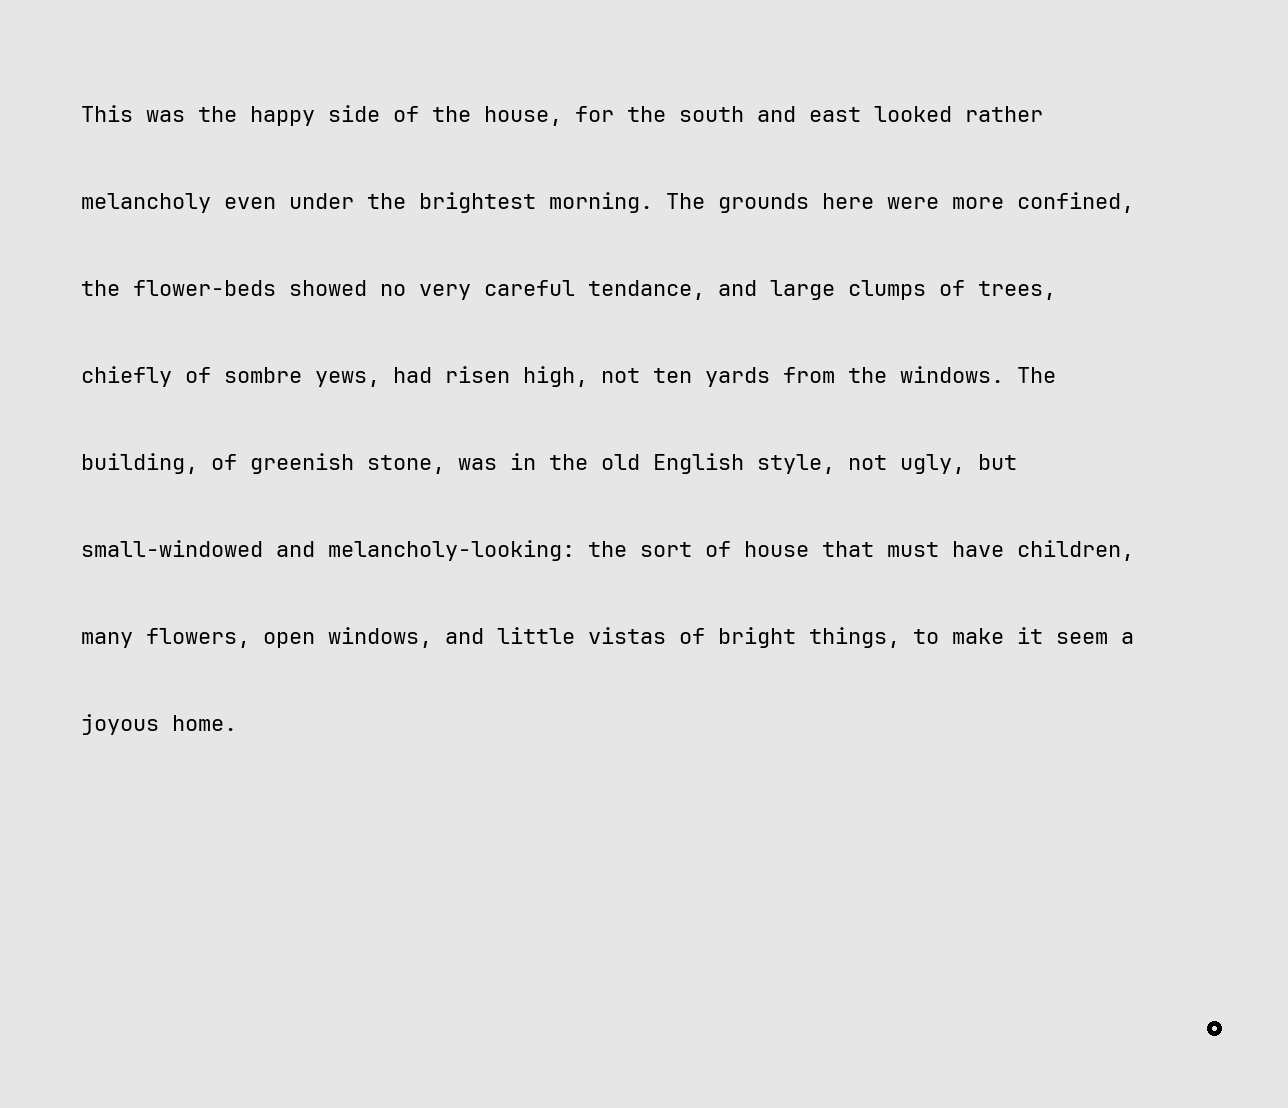 This was the happy side of the house, for the south and east looked rather
melancholy even under the brightest morning. The grounds here were more confined,
the flower-beds showed no very careful tendance, and large clumps of trees,
chiefly of sombre yews, had risen high, not ten yards from the windows. The
building, of greenish stone, was in the old English style, not ugly, but
small-windowed and melancholy-looking: the sort of house that must have children,
many flowers, open windows, and little vistas of bright things, to make it seem a
joyous home.